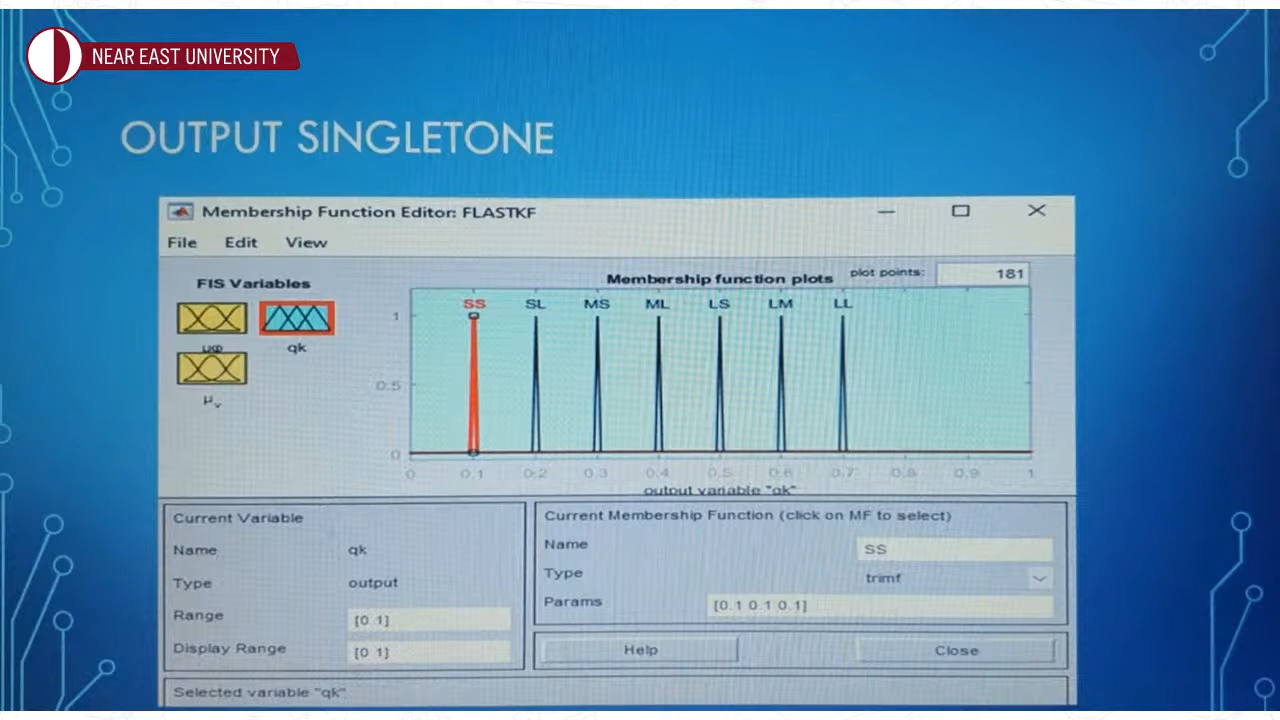 NEAR EAST UNIVERSITY
OUTPUT SINGLETONE
Membership Function Editor: FLASTKF
File Edit View
FIS Variables
Membership function plots plot points: 181
SS SL MS ML LS LM LL
1
0.5
0
μφ
qk
μv
0 0.1 0.2 0.3 0.4 0.5 0.6 0.7 0.8 0.9 1
output variable "qk"
Current Variable
Name qk
Type output
Range [0 1]
Display Range [0 1]
Current Membership Function (click on MF to select)
Name SS
Type trimf
Params [0.1 0.1 0.1]
Help Close
Selected variable "qk"